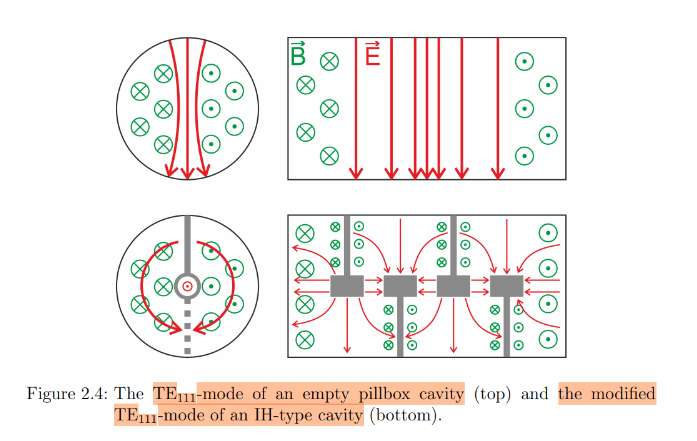 B E
Figure 2.4: The TE111-mode of an empty pillbox cavity (top) and the modified
TE111-mode of an IH-type cavity (bottom).